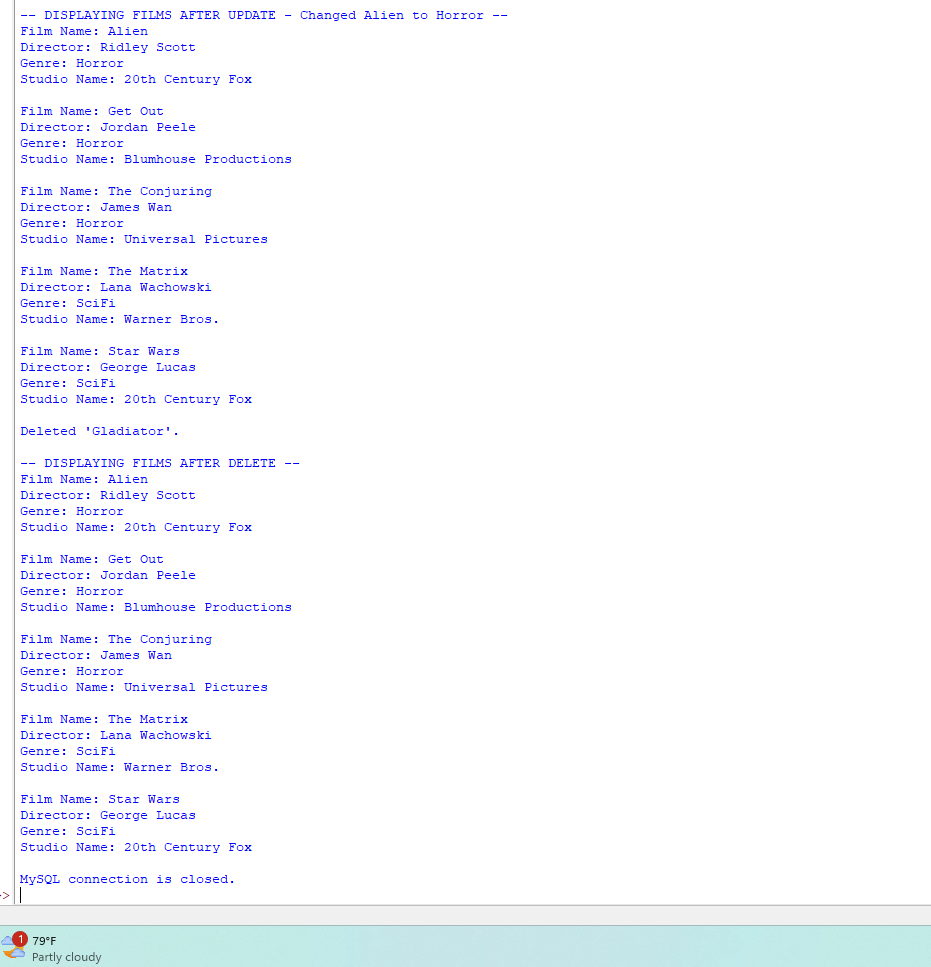 -- DISPLAYING FILMS AFTER UPDATE - Changed Alien to Horror --
Film Name: Alien
Director: Ridley Scott
Genre: Horror
Studio Name: 20th Century Fox

Film Name: Get Out
Director: Jordan Peele
Genre: Horror
Studio Name: Blumhouse Productions

Film Name: The Conjuring
Director: James Wan
Genre: Horror
Studio Name: Universal Pictures

Film Name: The Matrix
Director: Lana Wachowski
Genre: SciFi
Studio Name: Warner Bros.

Film Name: Star Wars
Director: George Lucas
Genre: SciFi
Studio Name: 20th Century Fox

Deleted 'Gladiator'.

-- DISPLAYING FILMS AFTER DELETE --
Film Name: Alien
Director: Ridley Scott
Genre: Horror
Studio Name: 20th Century Fox

Film Name: Get Out
Director: Jordan Peele
Genre: Horror
Studio Name: Blumhouse Productions

Film Name: The Conjuring
Director: James Wan
Genre: Horror
Studio Name: Universal Pictures

Film Name: The Matrix
Director: Lana Wachowski
Genre: SciFi
Studio Name: Warner Bros.

Film Name: Star Wars
Director: George Lucas
Genre: SciFi
Studio Name: 20th Century Fox

MySQL connection is closed.
>
1
79°F
Partly cloudy